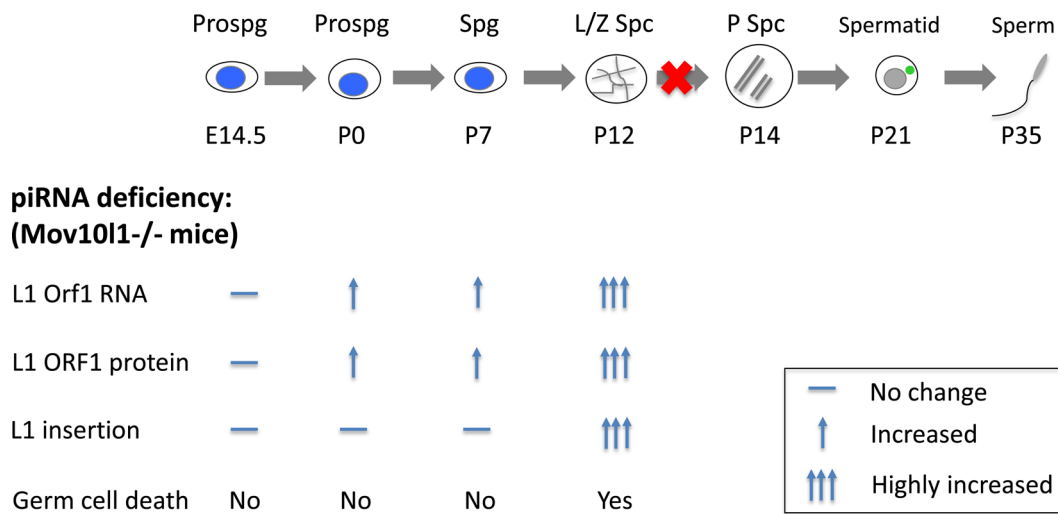 Prospg Prospg Spg L/Z Spc P Spc Spermatid Sperm
E14.5 P0 P7 P12 P14 P21 P35
piRNA deficiency:
(Mov10l1-/- mice)
L1 Orf1 RNA
L1 ORF1 protein
L1 insertion
Germ cell death No No No Yes
No change
Increased
Highly increased